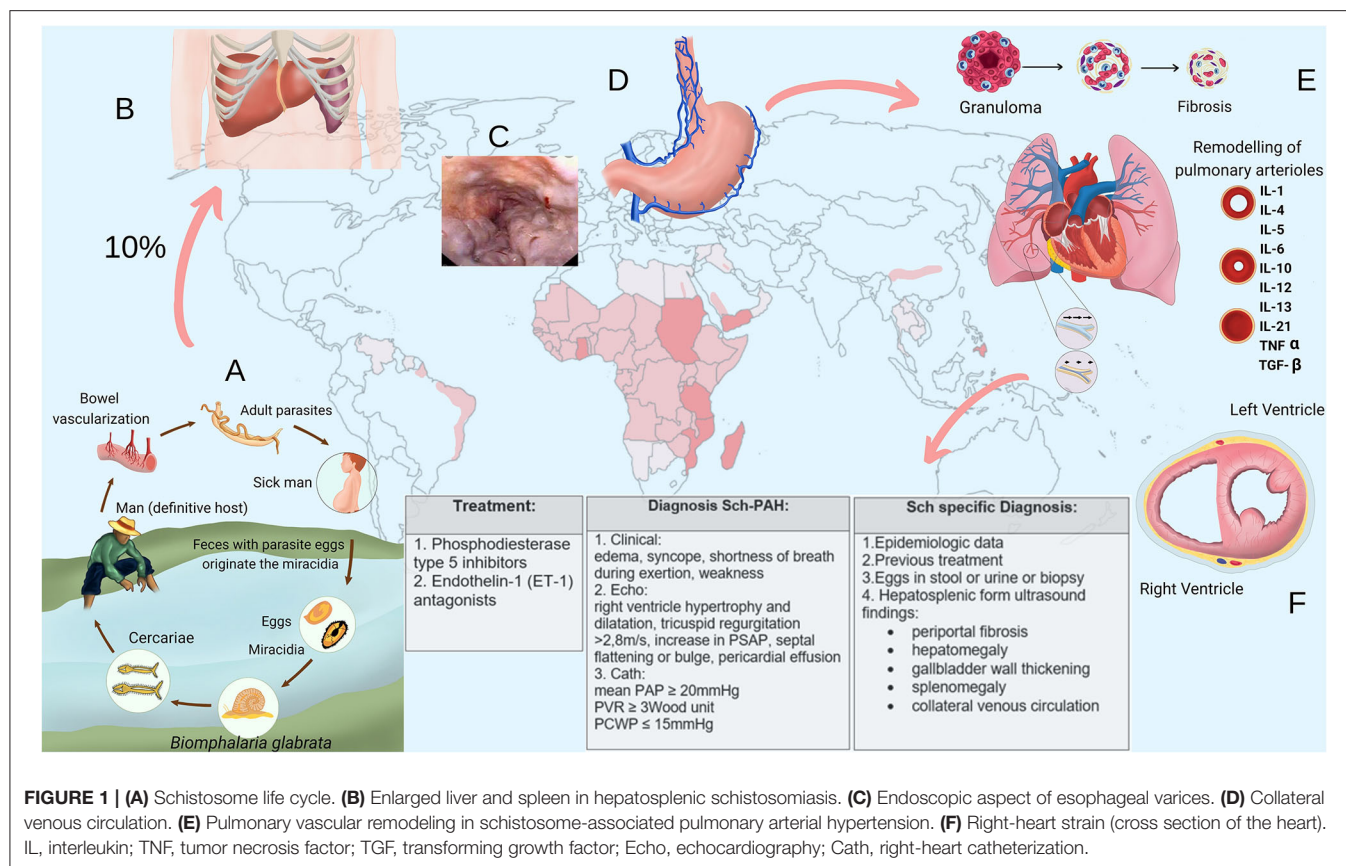 B
10%
C
D
E
Granuloma
Fibrosis
Remodelling of
pulmonary arterioles
IL-1
IL-4
IL-5
IL-6
IL-10
IL-12
IL-13
IL-21
TNF α
TGF- β
A
Bowel
vascularization
Adult parasites
Sick man
Man (definitive host)
Feces with parasite eggs
originate the miracidia
Eggs
Miracidia
Cercariae
Biomphalaria glabrata
Treatment:
1. Phosphodiesterase
type 5 inhibitors
2. Endothelin-1 (ET-1)
antagonists
Diagnosis Sch-PAH:
1. Clinical:
edema, syncope, shortness of breath
during exertion, weakness
2. Echo:
right ventricle hypertrophy and
dilatation, tricuspid regurgitation
>2,8m/s, increase in PSAP, septal
flattening or bulge, pericardial effusion
3. Cath:
mean PAP ≥ 20mmHg
PVR ≥ 3Wood unit
PCWP ≤ 15mmHg
Sch specific Diagnosis:
1.Epidemiologic data
2.Previous treatment
3.Eggs in stool or urine or biopsy
4. Hepatosplenic form ultrasound
findings:
• periportal fibrosis
• hepatomegaly
• gallbladder wall thickening
• splenomegaly
• collateral venous circulation
Left Ventricle
Right Ventricle
F
FIGURE 1 | (A) Schistosome life cycle. (B) Enlarged liver and spleen in hepatosplenic schistosomiasis. (C) Endoscopic aspect of esophageal varices. (D) Collateral
venous circulation. (E) Pulmonary vascular remodeling in schistosome-associated pulmonary arterial hypertension. (F) Right-heart strain (cross section of the heart).
IL, interleukin; TNF, tumor necrosis factor; TGF, transforming growth factor; Echo, echocardiography; Cath, right-heart catheterization.